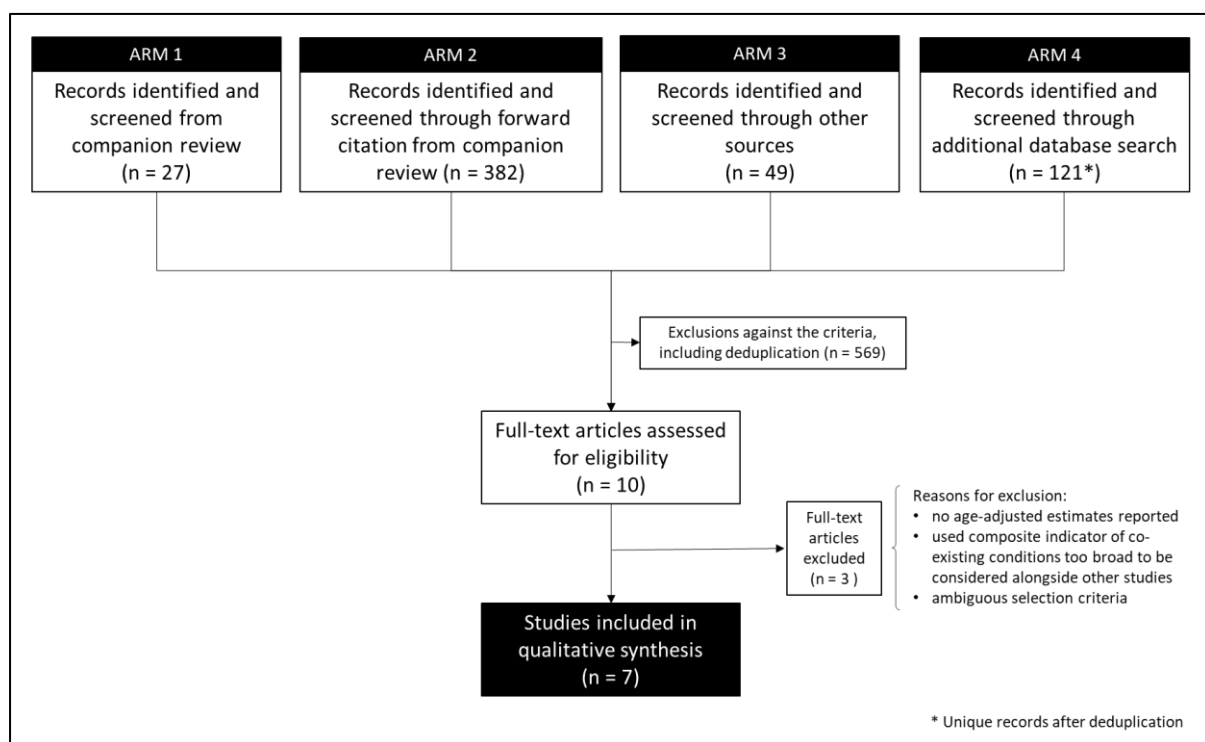 ARM 1
Records identified and
screened from
companion review
(n = 27)
ARM 2
Records identified and
screened through forward
citation from companion
review (n = 382)
ARM 3
Records identified and
screened through other
sources
(n = 49)
ARM 4
Records identified and
screened through
additional database search
(n = 121*)
Exclusions against the criteria,
including deduplication (n = 569)
Full-text articles assessed
for eligibility
(n = 10)
Full-text
articles
excluded
(n = 3 )
Reasons for exclusion:
• no age-adjusted estimates reported
• used composite indicator of co-
existing conditions too broad to be
considered alongside other studies
• ambiguous selection criteria
Studies included in
qualitative synthesis
(n = 7)
* Unique records after deduplication